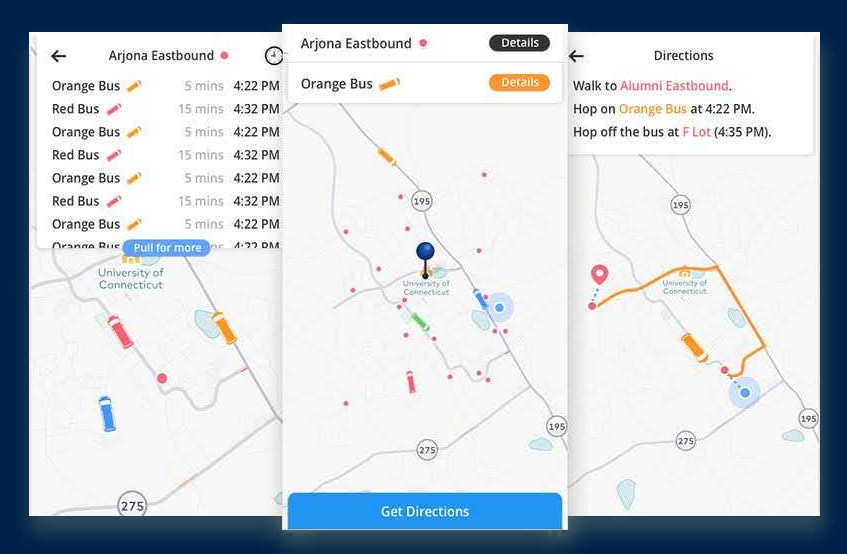 Arjona Eastbound
Orange Bus 5 mins 4:22 PM
Red Bus 15 mins 4:32 PM
Orange Bus 5 mins 4:22 PM
Red Bus 15 mins 4:32 PM
Orange Bus 5 mins 4:22 PM
Red Bus 15 mins 4:32 PM
Orange Bus 5 mins 4:22 PM
Orange Bus 4:22 PM
Pull for more
University of
Connecticut
275
Arjona Eastbound Details
Orange Bus Details
195
University of
Connecticut
195
275
Get Directions
Directions
Walk to Alumni Eastbound.
Hop on Orange Bus at 4:22 PM.
Hop off the bus at F Lot (4:35 PM).
195
University of
Connecticut
195
275